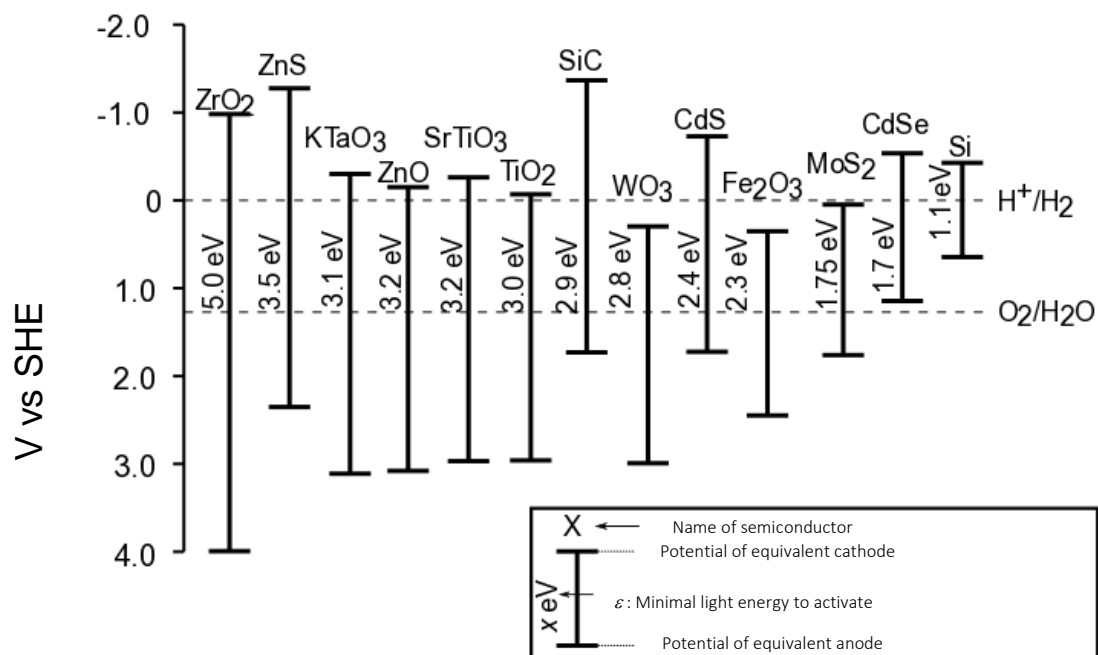 -2.0
-1.0
0
1.0
2.0
3.0
4.0
V vs SHE
ZrO2
5.0 eV
ZnS
3.5 eV
KTaO3
3.1 eV
ZnO
3.2 eV
SrTiO3
3.2 eV
TiO2
3.0 eV
SiC
2.9 eV
WO3
2.8 eV
CdS
2.4 eV
Fe2O3
2.3 eV
MoS2
1.75 eV
CdSe
1.7 eV
Si
1.1 eV
H+/H2
O2/H2O
X
Name of semiconductor
Potential of equivalent cathode
x eV
ε : Minimal light energy to activate
Potential of equivalent anode